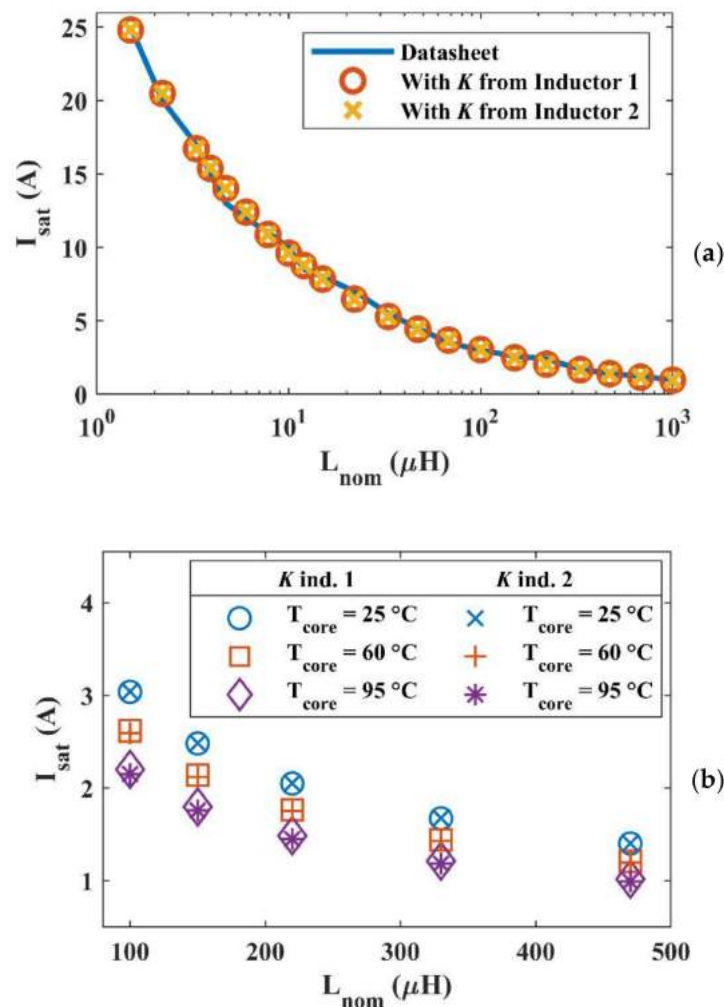 25
20
15
10
5
0
I_sat (A)
Datasheet
With K from Inductor 1
With K from Inductor 2
10^0 10^1 10^2 10^3
L_nom (μH)
(a)
4
3
2
1
I_sat (A)
K ind. 1 K ind. 2
T_core = 25 °C T_core = 25 °C
T_core = 60 °C T_core = 60 °C
T_core = 95 °C T_core = 95 °C
100 200 300 400 500
L_nom (μH)
(b)